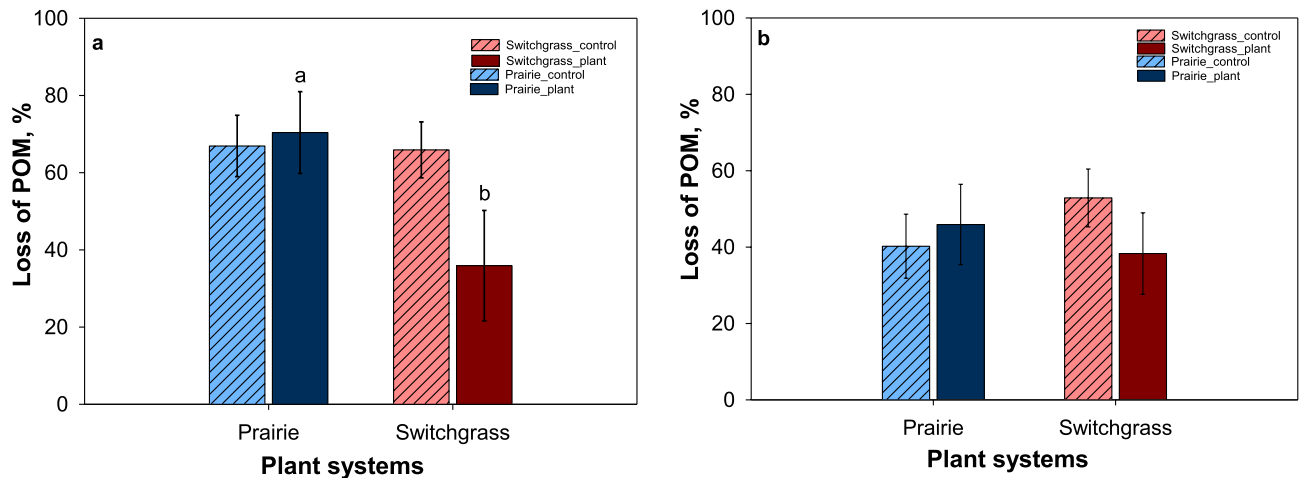 a
Switchgrass_control
Switchgrass_plant
Prairie_control
Prairie_plant
100
80
60
40
20
0
Loss of POM, %
a
b
Prairie
Switchgrass
Plant systems
b
Switchgrass_control
Switchgrass_plant
Prairie_control
Prairie_plant
100
80
60
40
20
0
Loss of POM, %
Prairie
Switchgrass
Plant systems